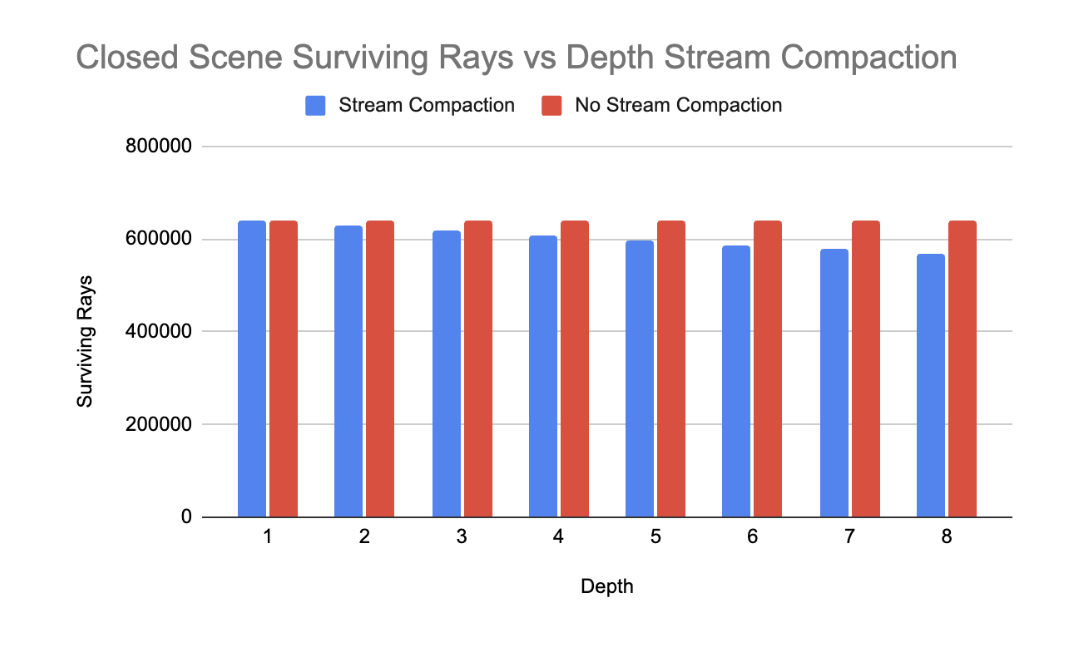 Closed Scene Surviving Rays vs Depth Stream Compaction
Stream Compaction
No Stream Compaction
800000
600000
400000
200000
0
Surviving Rays
1 2 3 4 5 6 7 8
Depth